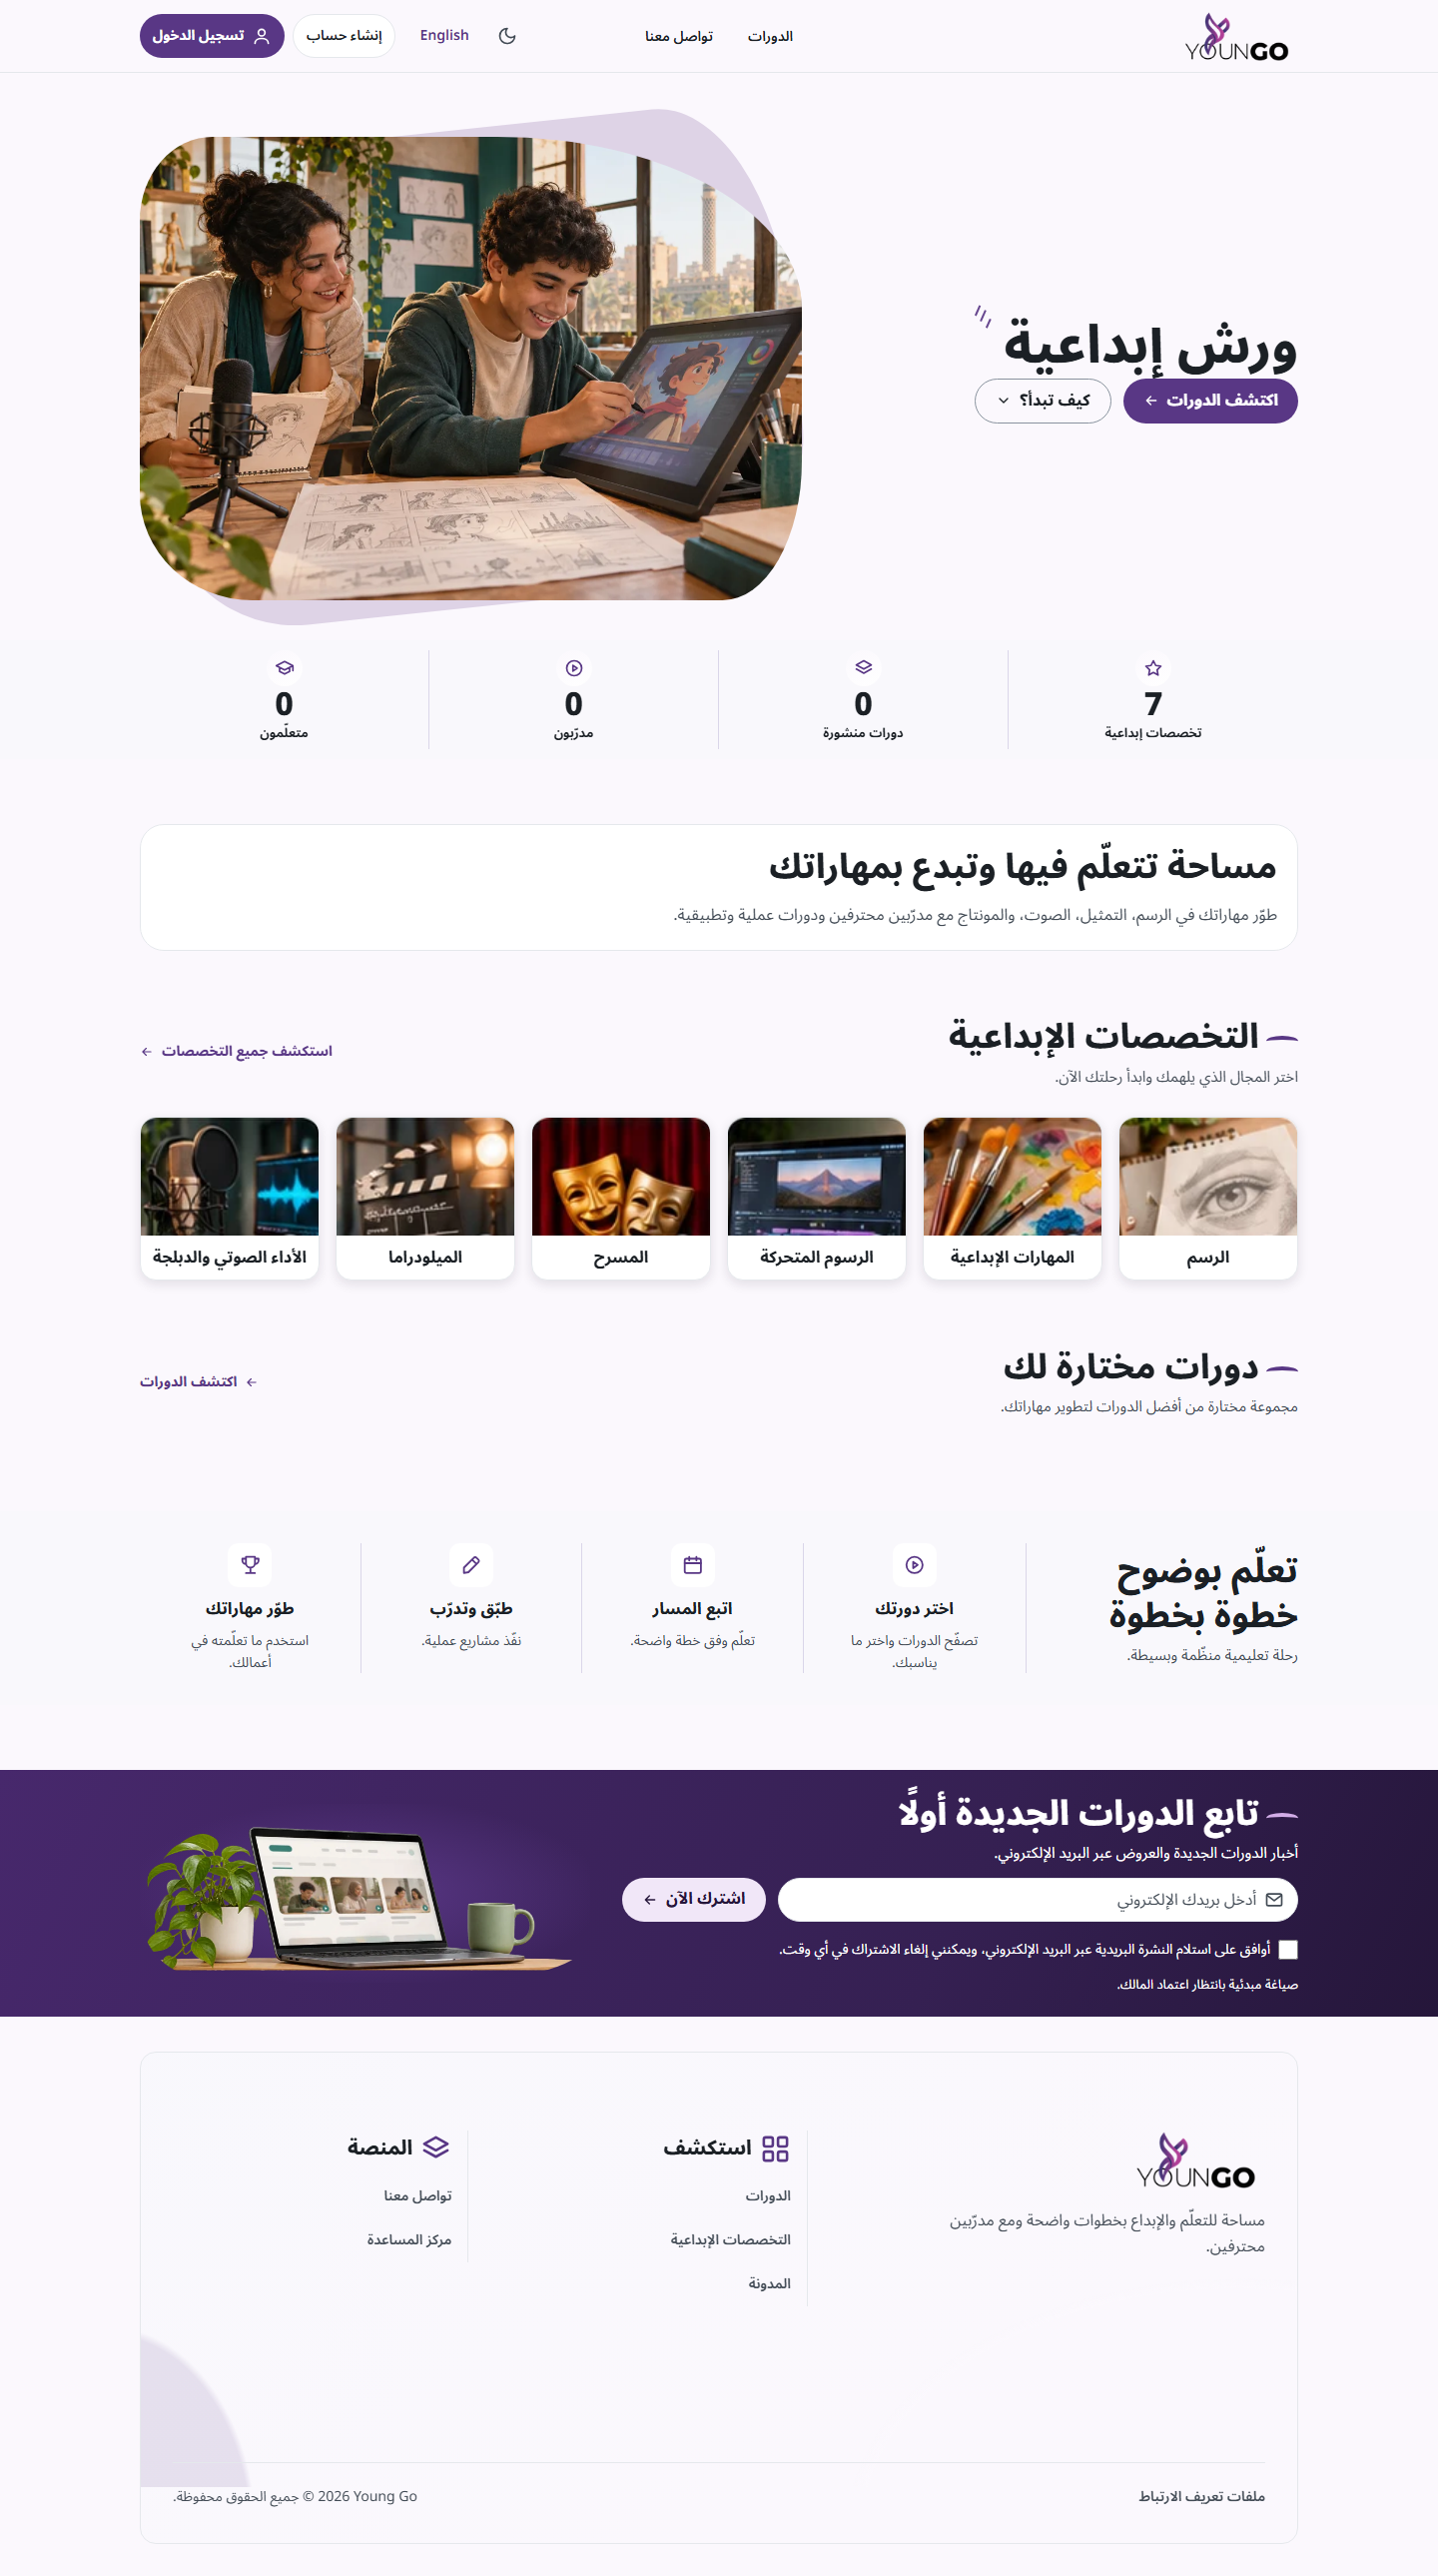 YOUNGO
الدورات
تواصل معنا
English
إنشاء حساب
تسجيل الدخول
ورش إبداعية
اكتشف الدورات
كيف تبدأ؟
7
تخصصات إبداعية
0
دورات منشورة
0
مدرّبون
0
متعلّمون
مساحة تتعلّم فيها وتبدع بمهاراتك
طوّر مهاراتك في الرسم، التمثيل، الصوت، والمونتاج مع مدرّبين محترفين ودورات عملية وتطبيقية.
التخصصات الإبداعية
استكشف جميع التخصصات
اختر المجال الذي يلهمك وابدأ رحلتك الآن.
الرسم
المهارات الإبداعية
الرسوم المتحركة
المسرح
الميلودراما
الأداء الصوتي والدبلجة
دورات مختارة لك
اكتشف الدورات
مجموعة مختارة من أفضل الدورات لتطوير مهاراتك.
تعلّم بوضوح
خطوة بخطوة
رحلة تعليمية منظّمة وبسيطة.
اختر دورتك
تصفّح الدورات واختر ما
يناسبك.
اتبع المسار
تعلّم وفق خطة واضحة.
طبّق وتدرّب
نفّذ مشاريع عملية.
طوّر مهاراتك
استخدم ما تعلّمته في
أعمالك.
تابع الدورات الجديدة أولًا
أخبار الدورات الجديدة والعروض عبر البريد الإلكتروني.
أدخل بريدك الإلكتروني
اشترك الآن
أوافق على استلام النشرة البريدية عبر البريد الإلكتروني، ويمكنني إلغاء الاشتراك في أي وقت.
صياغة مبدئية بانتظار اعتماد المالك.
YOUNGO
مساحة للتعلّم والإبداع بخطوات واضحة ومع مدرّبين
محترفين.
استكشف
الدورات
التخصصات الإبداعية
المدونة
المنصة
تواصل معنا
مركز المساعدة
ملفات تعريف الارتباط
Young Go 2026 © جميع الحقوق محفوظة.